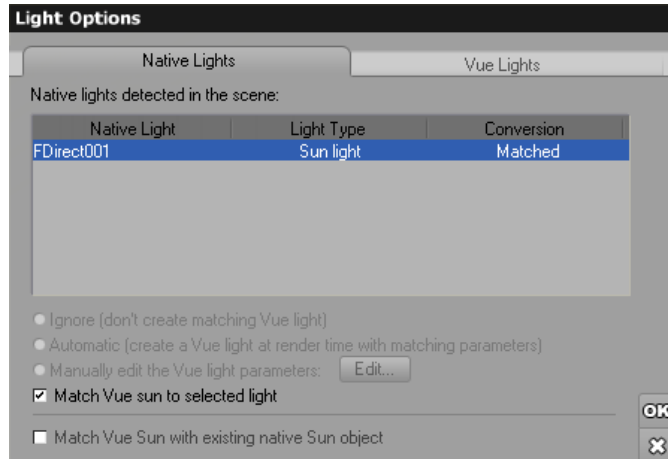 Light Options
Native Lights
Vue Lights
Native lights detected in the scene:
Native Light Light Type Conversion
FDirect001 Sun light Matched
Ignore (don't create matching Vue light)
Automatic (create a Vue light at render time with matching parameters)
Manually edit the Vue light parameters: Edit...
Match Vue sun to selected light
OK
Match Vue Sun with existing native Sun object